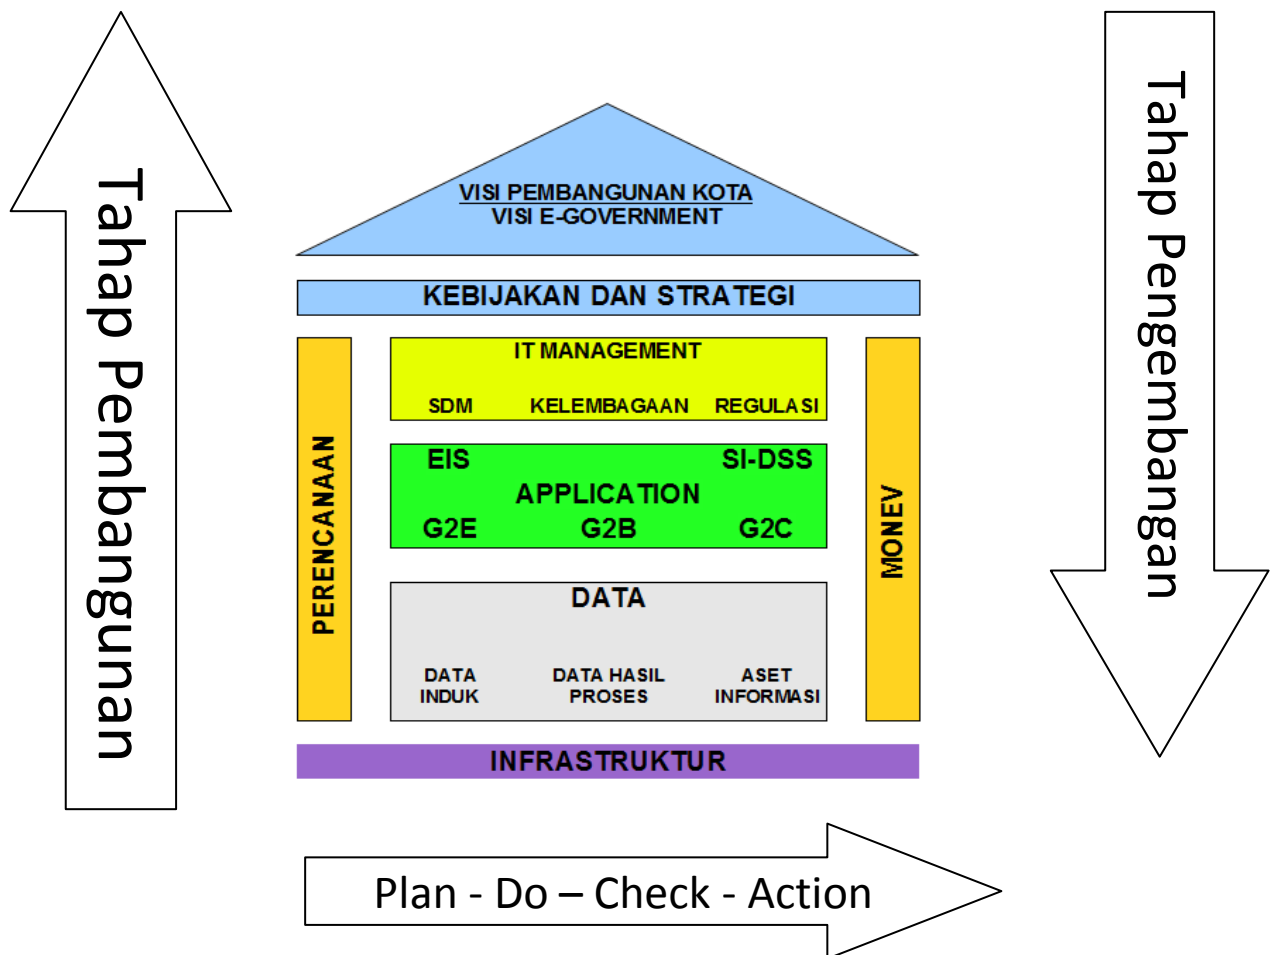 Tahap Pembangunan
VISI PEMBANGUNAN KOTA
VISI E-GOVERNMENT
KEBIJAKAN DAN STRATEGI
PERENCANAAN
IT MANAGEMENT
SDM KELEMBAGAAN REGULASI
EIS SI-DSS
APPLICATION
G2E G2B G2C
DATA
DATA DATA HASIL ASET
INDUK PROSES INFORMASI
MONEV
INFRASTRUKTUR
Tahap Pengembangan
Plan - Do – Check - Action